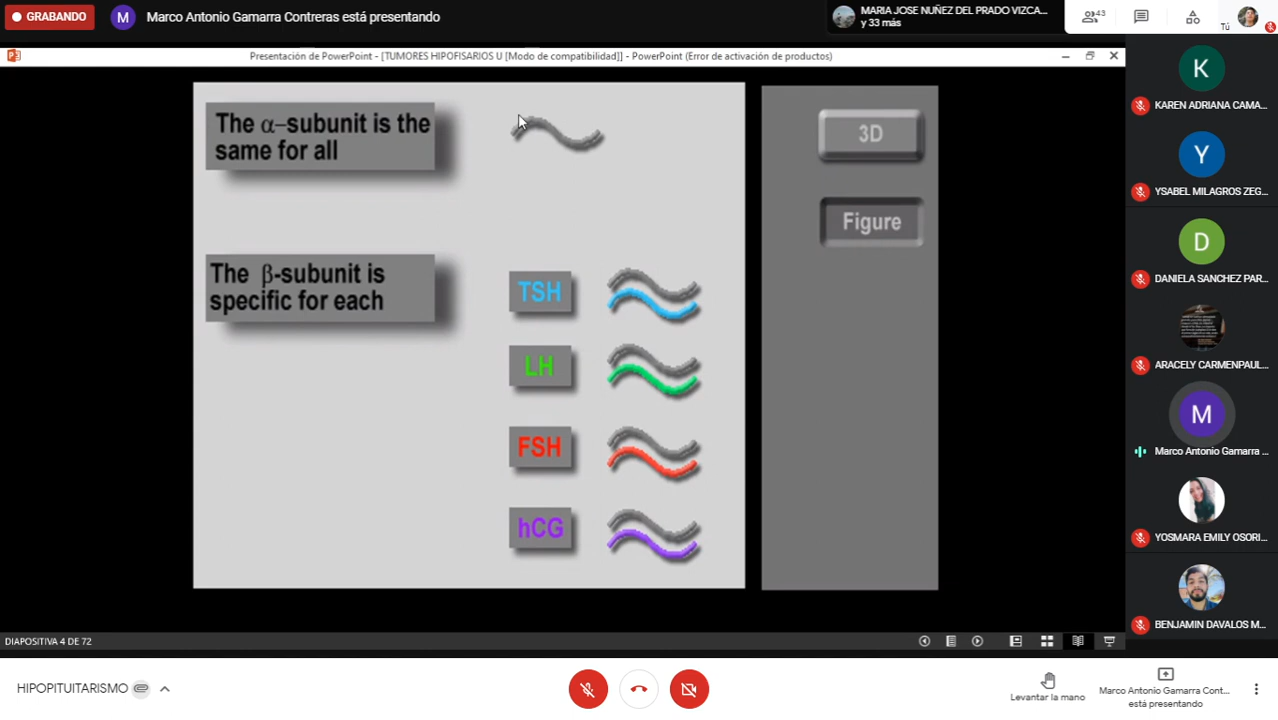 GRABANDO
M
Marco Antonio Gamarra Contreras está presentando
MARIA JOSE NUÑEZ DEL PRADO VIZCA...
y 33 más
43
Tú
Presentación de PowerPoint - [TUMORES HIPOFISARIOS U [Modo de compatibilidad]] - PowerPoint (Error de activación de productos)
The α–subunit is the
same for all
3D
Figure
The β-subunit is
specific for each
TSH
LH
FSH
hCG
K
KAREN ADRIANA CAMA...
Y
YSABEL MILAGROS ZEG...
D
DANIELA SANCHEZ PAR...
ARACELY CARMENPAUL...
M
Marco Antonio Gamarra ...
YOSMARA EMILY OSORI...
BENJAMIN DAVALOS M...
DIAPOSITIVA 4 DE 72
HIPOPITUITARISMO
Levantar la mano
Marco Antonio Gamarra Cont...
está presentando